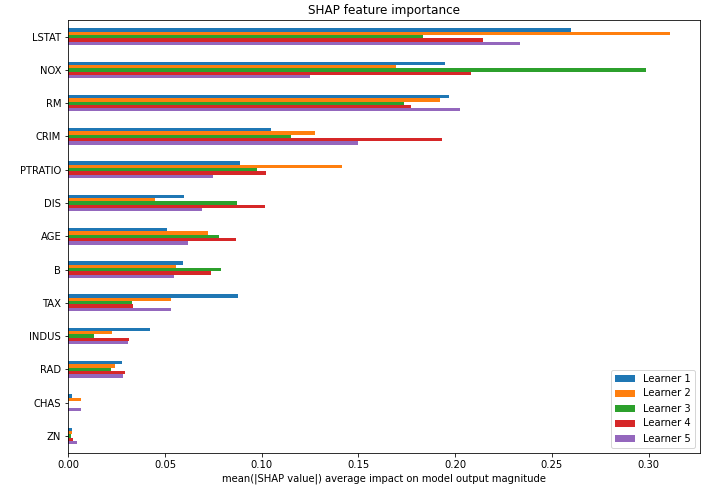 SHAP feature importance
LSTAT
NOX
RM
CRIM
PTRATIO
DIS
AGE
B
TAX
INDUS
RAD
CHAS
ZN
Learner 1
Learner 2
Learner 3
Learner 4
Learner 5
0.00 0.05 0.10 0.15 0.20 0.25 0.30
mean(|SHAP value|) average impact on model output magnitude